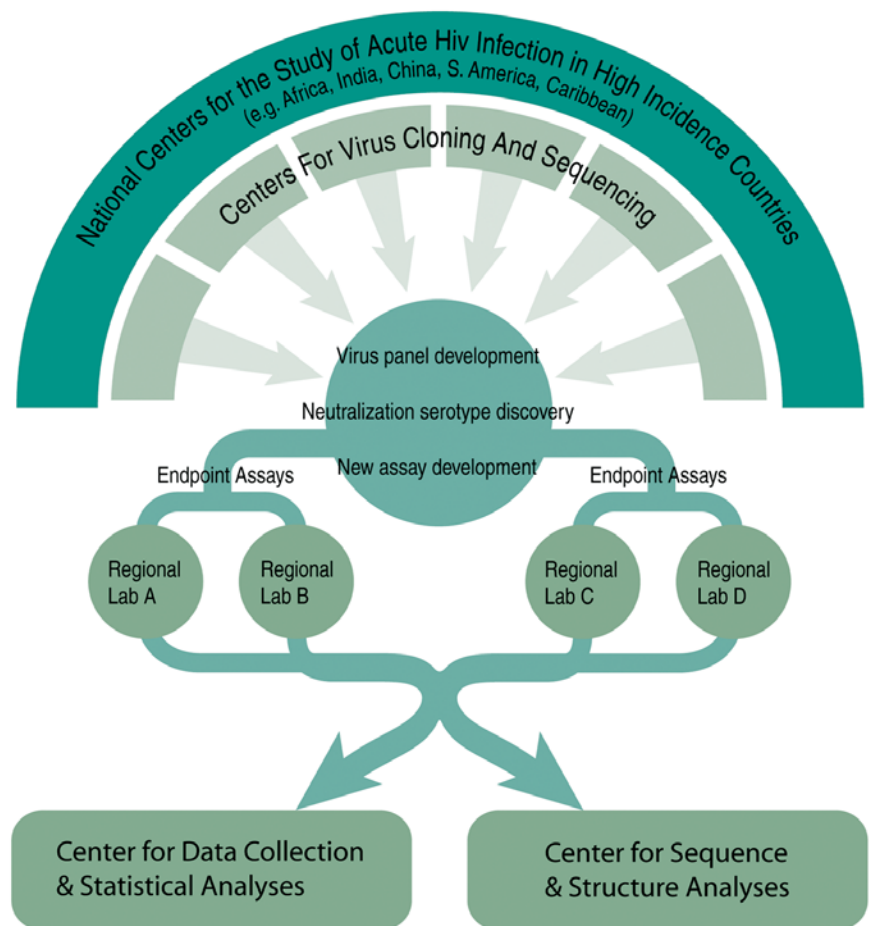 National Centers for the Study of Acute Hiv Infection in High Incidence Countries
(e.g. Africa, India, China, S. America, Caribbean)
Centers For Virus Cloning And Sequencing
Virus panel development
Neutralization serotype discovery
New assay development
Endpoint Assays
Endpoint Assays
Regional
Lab A
Regional
Lab B
Regional
Lab C
Regional
Lab D
Center for Data Collection
& Statistical Analyses
Center for Sequence
& Structure Analyses